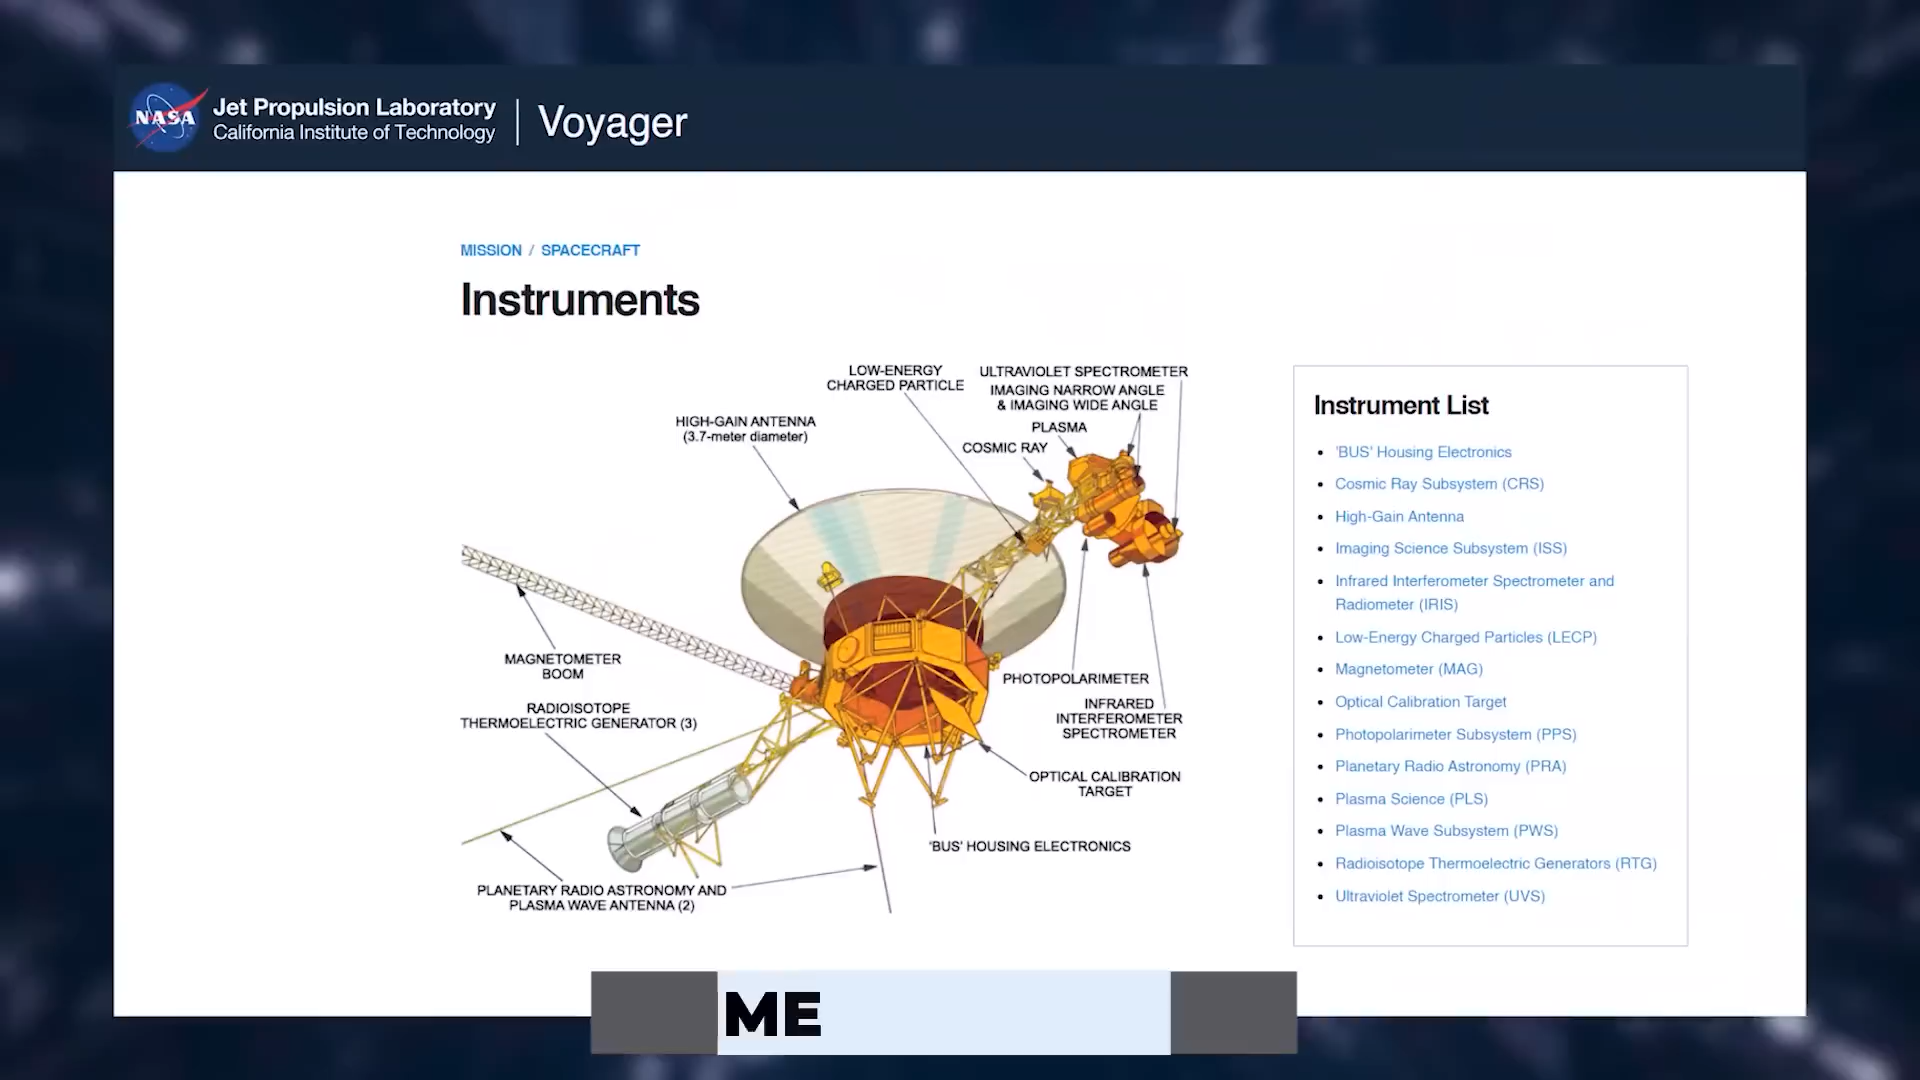 NASA
Jet Propulsion Laboratory
California Institute of Technology
Voyager
MISSION / SPACECRAFT
Instruments
LOW-ENERGY
CHARGED PARTICLE
ULTRAVIOLET SPECTROMETER
IMAGING NARROW ANGLE
& IMAGING WIDE ANGLE
PLASMA
COSMIC RAY
HIGH-GAIN ANTENNA
(3.7-meter diameter)
MAGNETOMETER
BOOM
RADIOISOTOPE
THERMOELECTRIC GENERATOR (3)
PHOTOPOLARIMETER
INFRARED
INTERFEROMETER
SPECTROMETER
OPTICAL CALIBRATION
TARGET
'BUS' HOUSING ELECTRONICS
PLANETARY RADIO ASTRONOMY AND
PLASMA WAVE ANTENNA (2)
Instrument List
'BUS' Housing Electronics
Cosmic Ray Subsystem (CRS)
High-Gain Antenna
Imaging Science Subsystem (ISS)
Infrared Interferometer Spectrometer and
Radiometer (IRIS)
Low-Energy Charged Particles (LECP)
Magnetometer (MAG)
Optical Calibration Target
Photopolarimeter Subsystem (PPS)
Planetary Radio Astronomy (PRA)
Plasma Science (PLS)
Plasma Wave Subsystem (PWS)
Radioisotope Thermoelectric Generators (RTG)
Ultraviolet Spectrometer (UVS)
ME